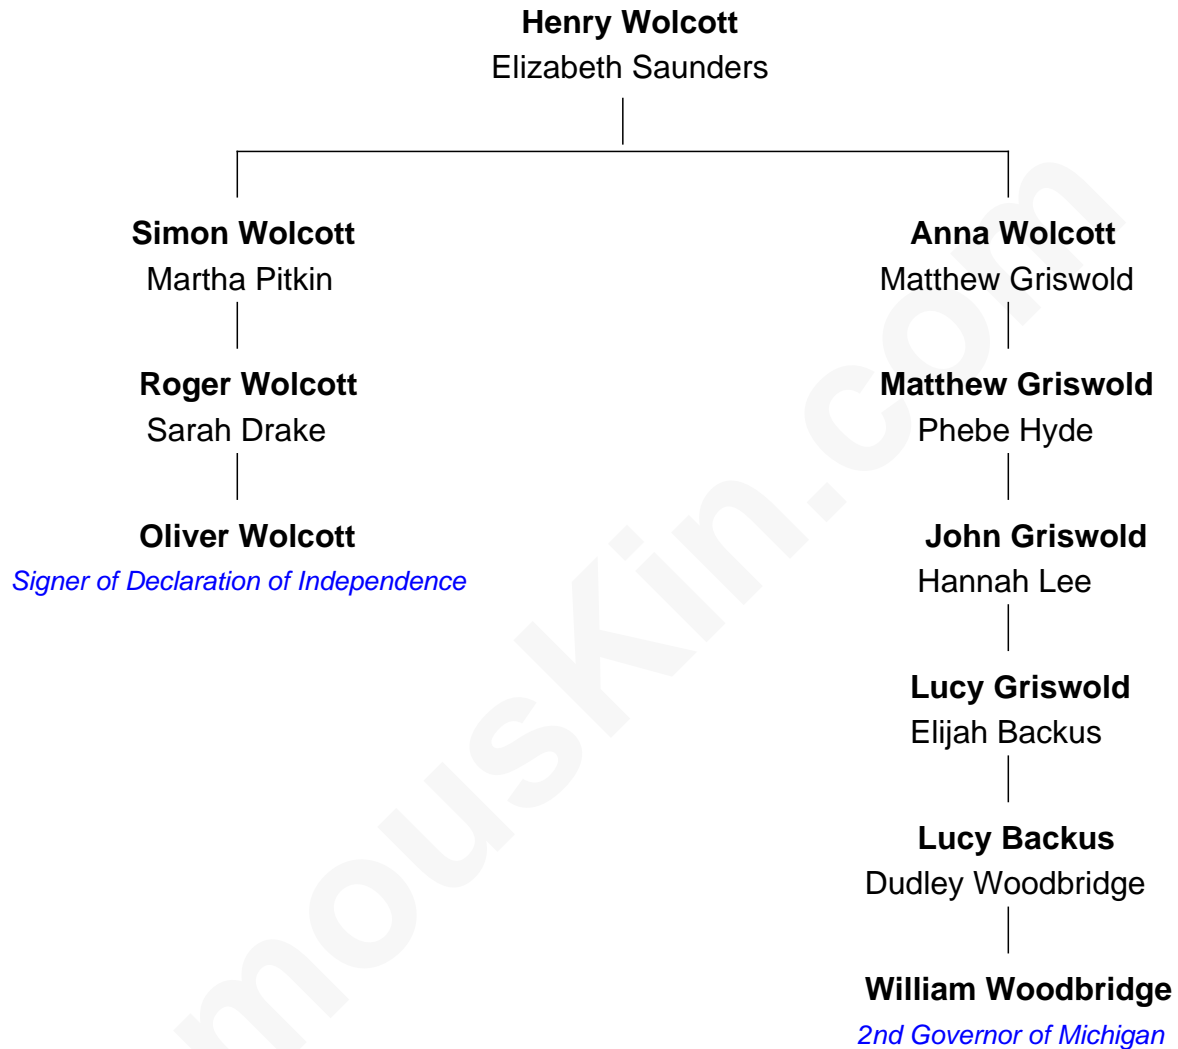 Henry Wolcott
Elizabeth Saunders
Simon Wolcott
Martha Pitkin
Anna Wolcott
Matthew Griswold
Roger Wolcott
Sarah Drake
Matthew Griswold
Phebe Hyde
Oliver Wolcott
Signer of Declaration of Independence
John Griswold
Hannah Lee
Lucy Griswold
Elijah Backus
Lucy Backus
Dudley Woodbridge
William Woodbridge
2nd Governor of Michigan
mouskin.com